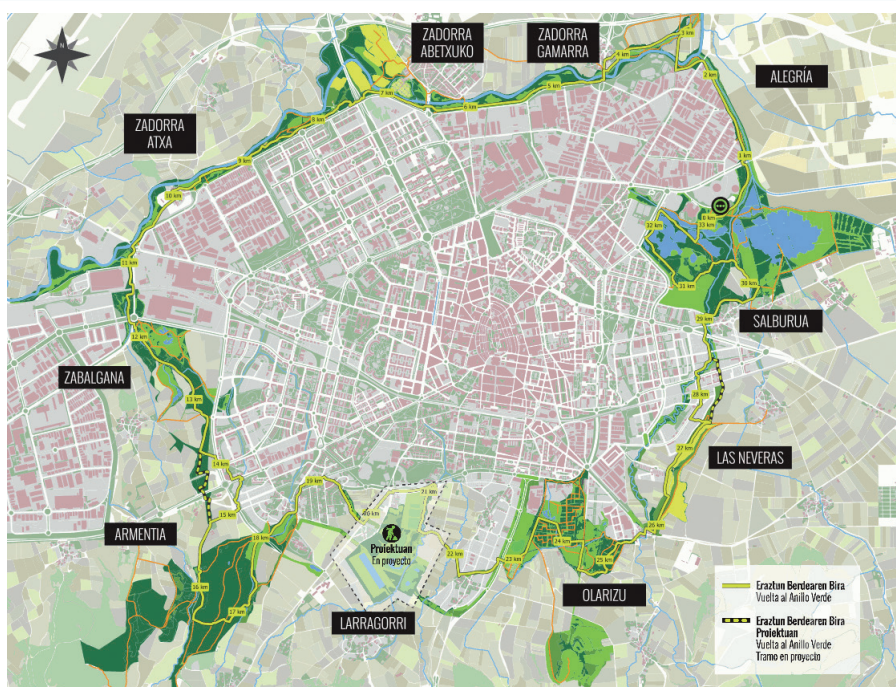 N
ZADORRA
ABETXUKO
ZADORRA
GAMARRA
ALEGRÍA
ZADORRA
ATXA
3 km
4 km
2 km
5 km
7 km
6 km
8 km
9 km
1 km
10 km
0 km
32 km
33 km
11 km
31 km
30 km
SALBURUA
29 km
12 km
ZABALGANA
13 km
28 km
27 km
LAS NEVERAS
14 km
19 km
21 km
20 km
15 km
ARMENTIA
18 km
26 km
Proiektuan
En proyecto
22 km
23 km
24 km
25 km
16 km
17 km
LARRAGORRI
OLARIZU
Eraztun Berdearen Bira
Vuelta al Anillo Verde
Eraztun Berdearen Bira
Proiektuan
Vuelta al Anillo Verde
Tramo en proyecto